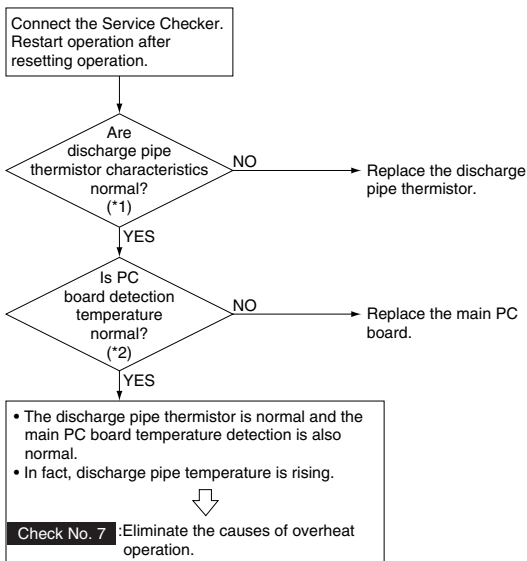 Connect the Service Checker.
Restart operation after
resetting operation.
Are
discharge pipe
thermistor characteristics
normal?
(*1)
NO
Replace the discharge
pipe thermistor.
YES
Is PC
board detection
temperature
normal?
(*2)
NO
Replace the main PC
board.
YES
• The discharge pipe thermistor is normal and the
main PC board temperature detection is also
normal.
• In fact, discharge pipe temperature is rising.
Check No. 7 :Eliminate the causes of overheat
operation.